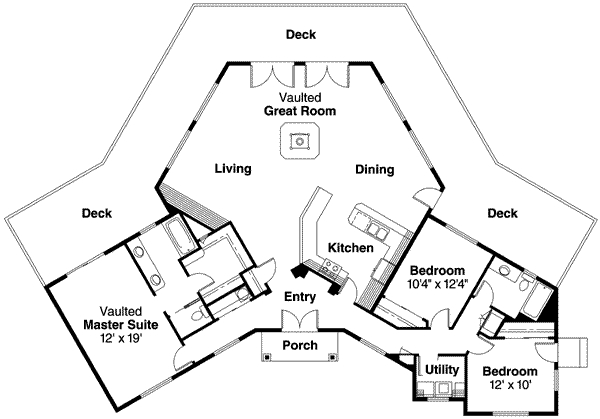 Deck
Vaulted
Great Room
Living
Dining
Deck
Deck
Kitchen
Bedroom
10'4" x 12'4"
Vaulted
Master Suite
12' x 19'
Entry
Porch
Utility
Bedroom
12' x 10'